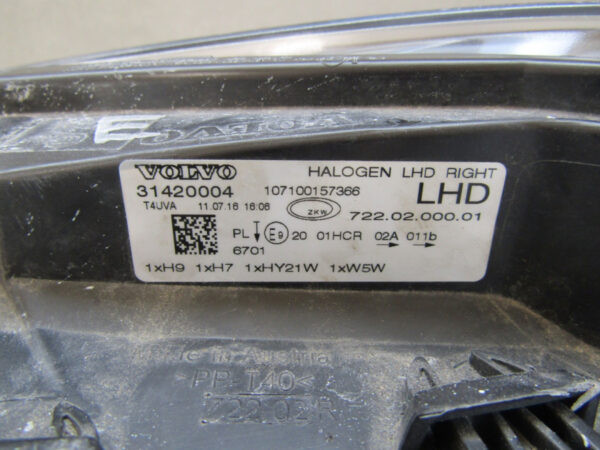 VOLVO HALOGEN LHD RIGHT
31420004 107100157366 LHD
T4UVA 11.07.16 16:06 ZKW 722.02.000.01
PL E9 20 01HCR 02A 011b
6701
1xH9 1xH7 1xHY21W 1xW5W
Made in Austria
>PP-T40<
722.02R